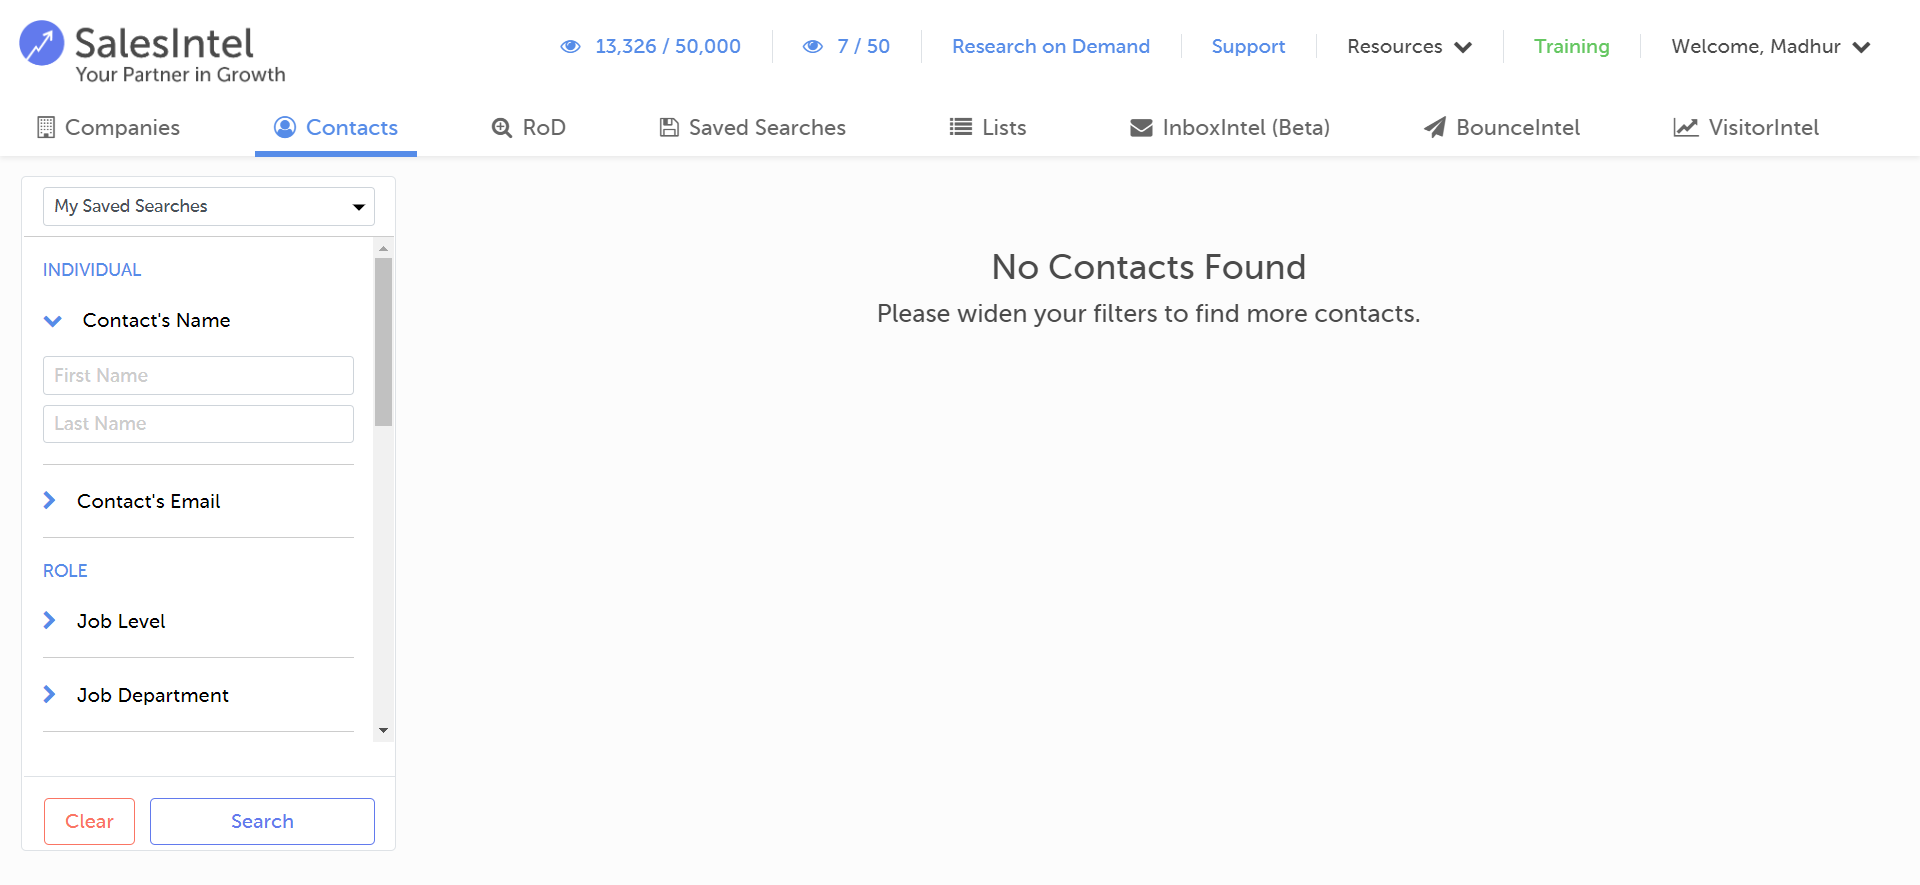 SalesIntel
Your Partner in Growth
13,326 / 50,000
7 / 50
Research on Demand
Support
Resources
Training
Welcome, Madhur
Companies
Contacts
RoD
Saved Searches
Lists
InboxIntel (Beta)
BounceIntel
VisitorIntel
My Saved Searches
INDIVIDUAL
Contact's Name
First Name
Last Name
Contact's Email
ROLE
Job Level
Job Department
Clear
Search
No Contacts Found
Please widen your filters to find more contacts.